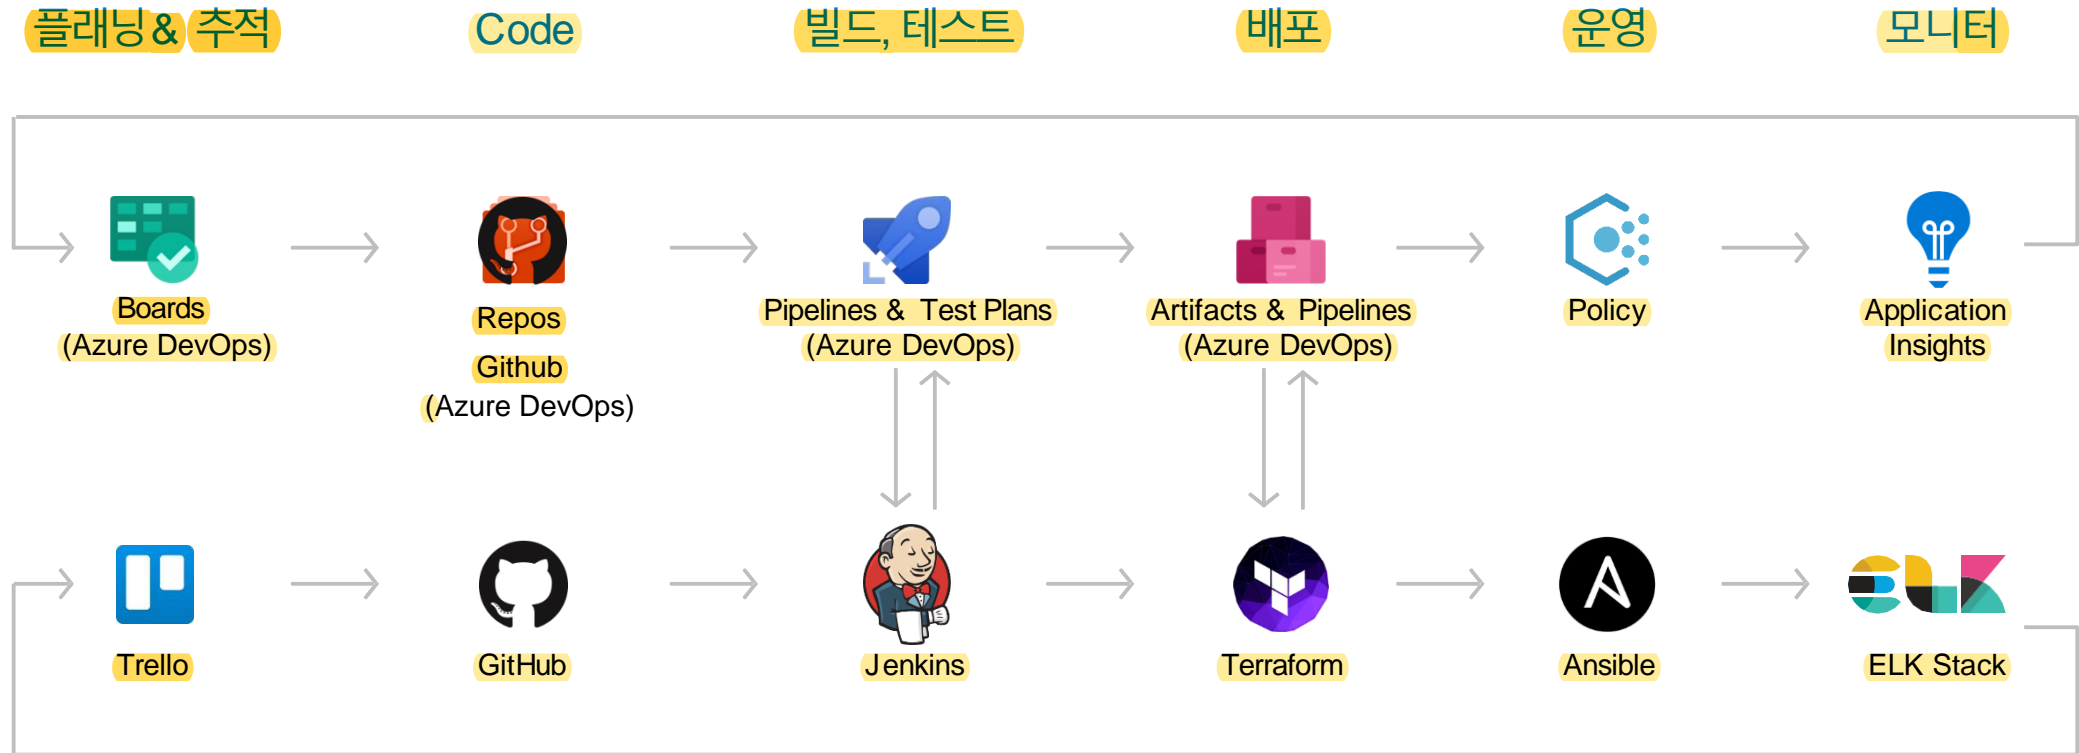 플래닝& 추적
Code
빌드, 테스트
배포
운영
모니터
Boards
(Azure DevOps)
Repos
Github
(Azure DevOps)
Pipelines & Test Plans
(Azure DevOps)
Artifacts & Pipelines
(Azure DevOps)
Policy
Application
Insights
Trello
GitHub
Jenkins
Terraform
Ansible
ELK Stack